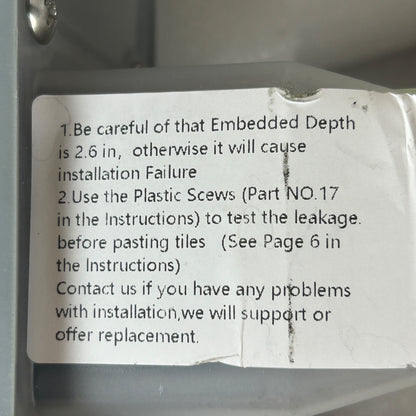 1.Be careful of that Embedded Depth
is 2.6 in, otherwise it will cause
installation Failure
2.Use the Plastic Scews (Part NO.17
in the Instructions) to test the leakage.
before pasting tiles (See Page 6 in
the Instructions)
Contact us if you have any problems
with installation,we will support or
offer replacement.